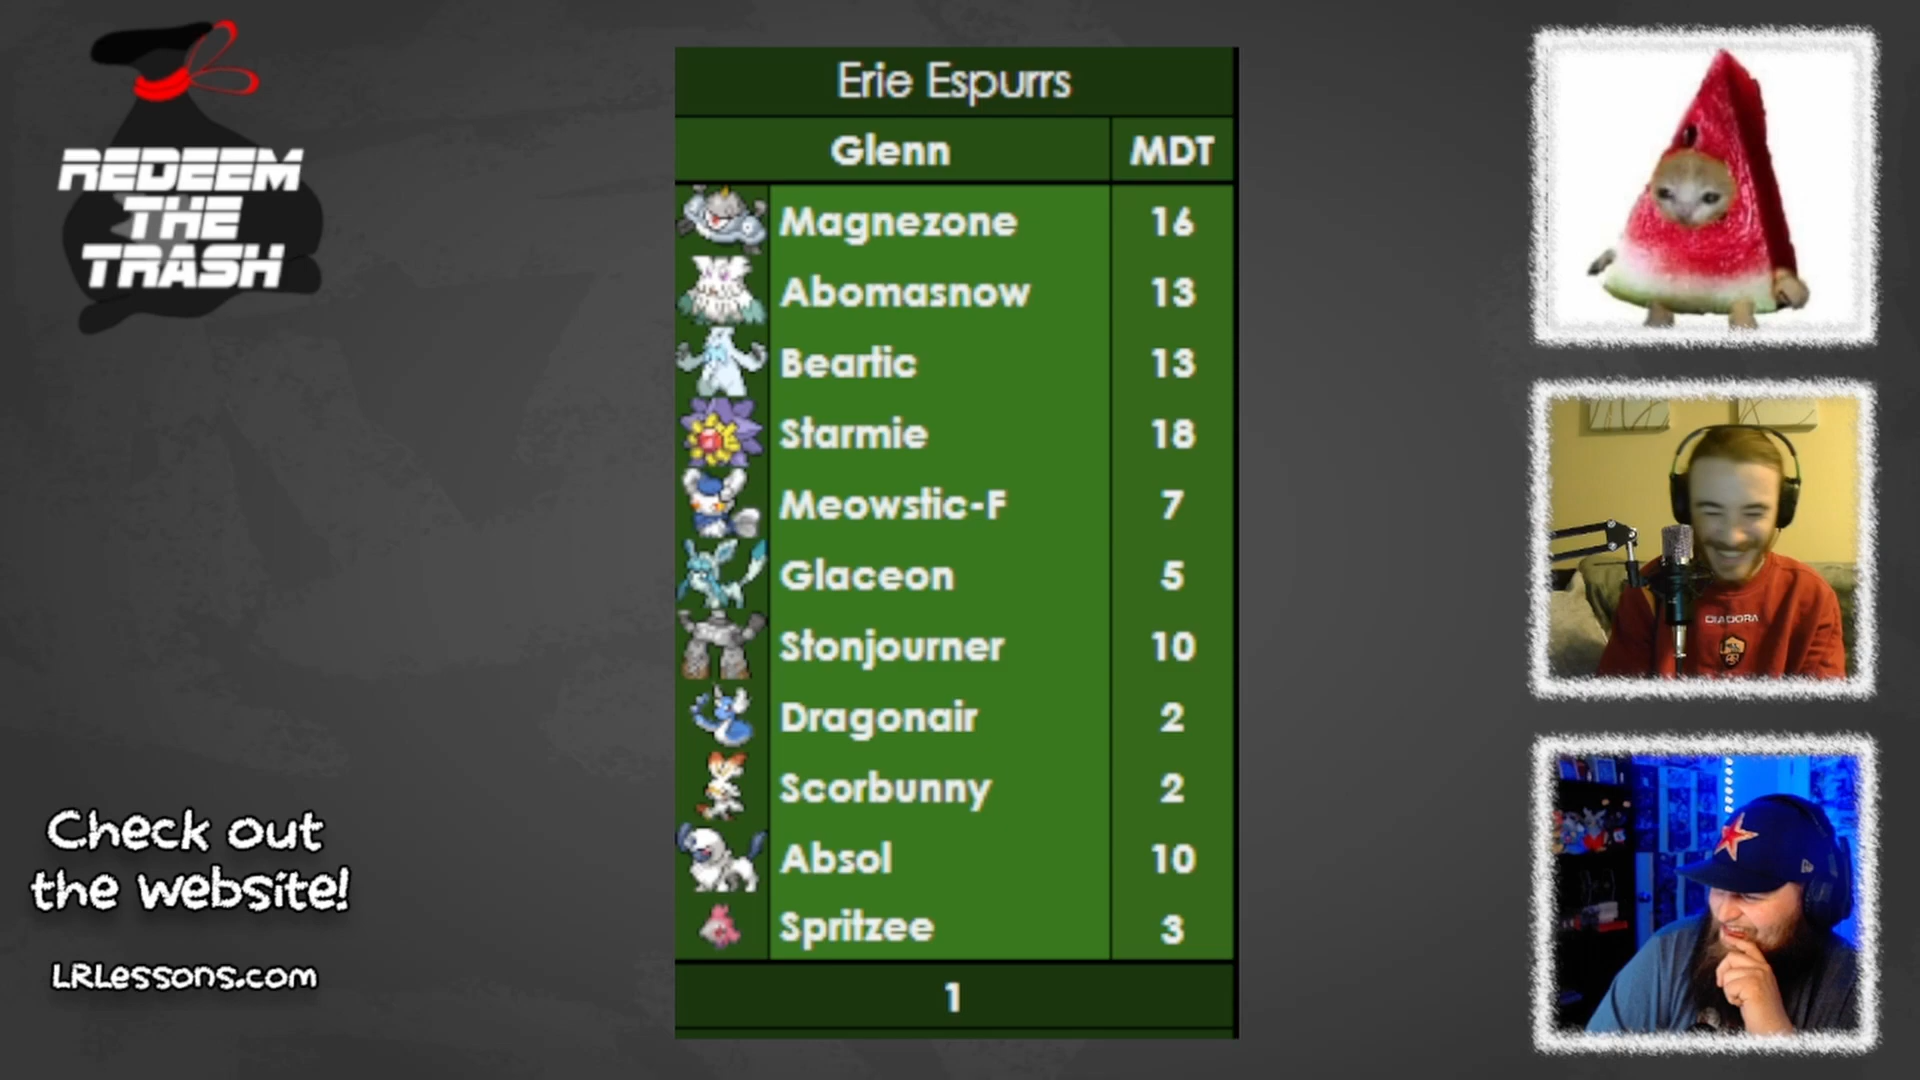 REDEEM
THE
TRASH
Erie Espurrs
Glenn MDT
Magnezone 16
Abomasnow 13
Beartic 13
Starmie 18
Meowstic-F 7
Glaceon 5
Stonjourner 10
Dragonair 2
Scorbunny 2
Absol 10
Spritzee 3
1
Check out
the website!
LRLessons.com
DIADORA